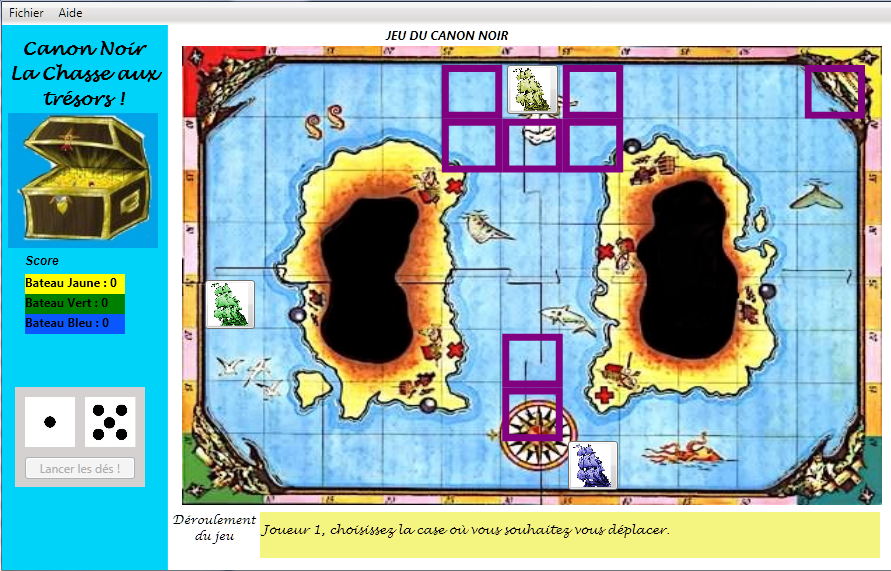 Fichier Aide
JEU DU CANON NOIR
Canon Noir
La Chasse aux
trésors !
Score
Bateau Jaune : 0
Bateau Vert : 0
Bateau Bleu : 0
Lancer les dés !
Déroulement
du jeu
Joueur 1, choisissez la case où vous souhaitez vous déplacer.